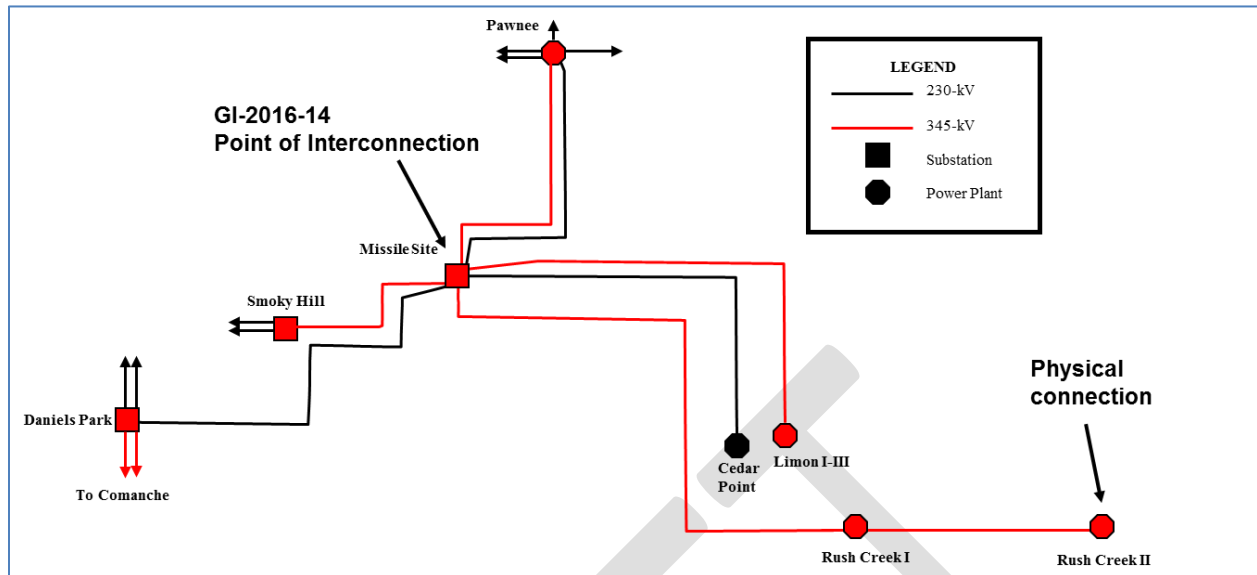 Pawnee
LEGEND
230-kV
345-kV
Substation
Power Plant
GI-2016-14
Point of Interconnection
Missile Site
Smoky Hill
Daniels Park
To Comanche
Cedar
Point
Limon I-III
Physical
connection
Rush Creek I
Rush Creek II